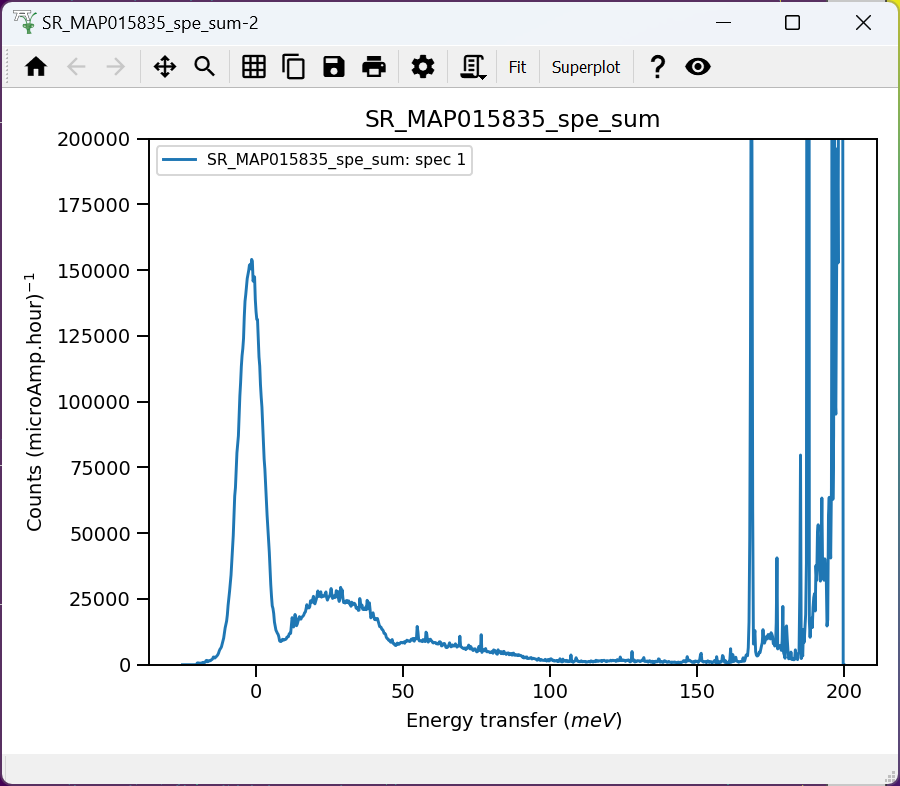 SR_MAP015835_spe_sum-2
Fit
Superplot
?
SR_MAP015835_spe_sum
SR_MAP015835_spe_sum: spec 1
200000
175000
150000
125000
100000
75000
50000
25000
0
Counts (microAmp.hour)⁻¹
0
50
100
150
200
Energy transfer (meV)